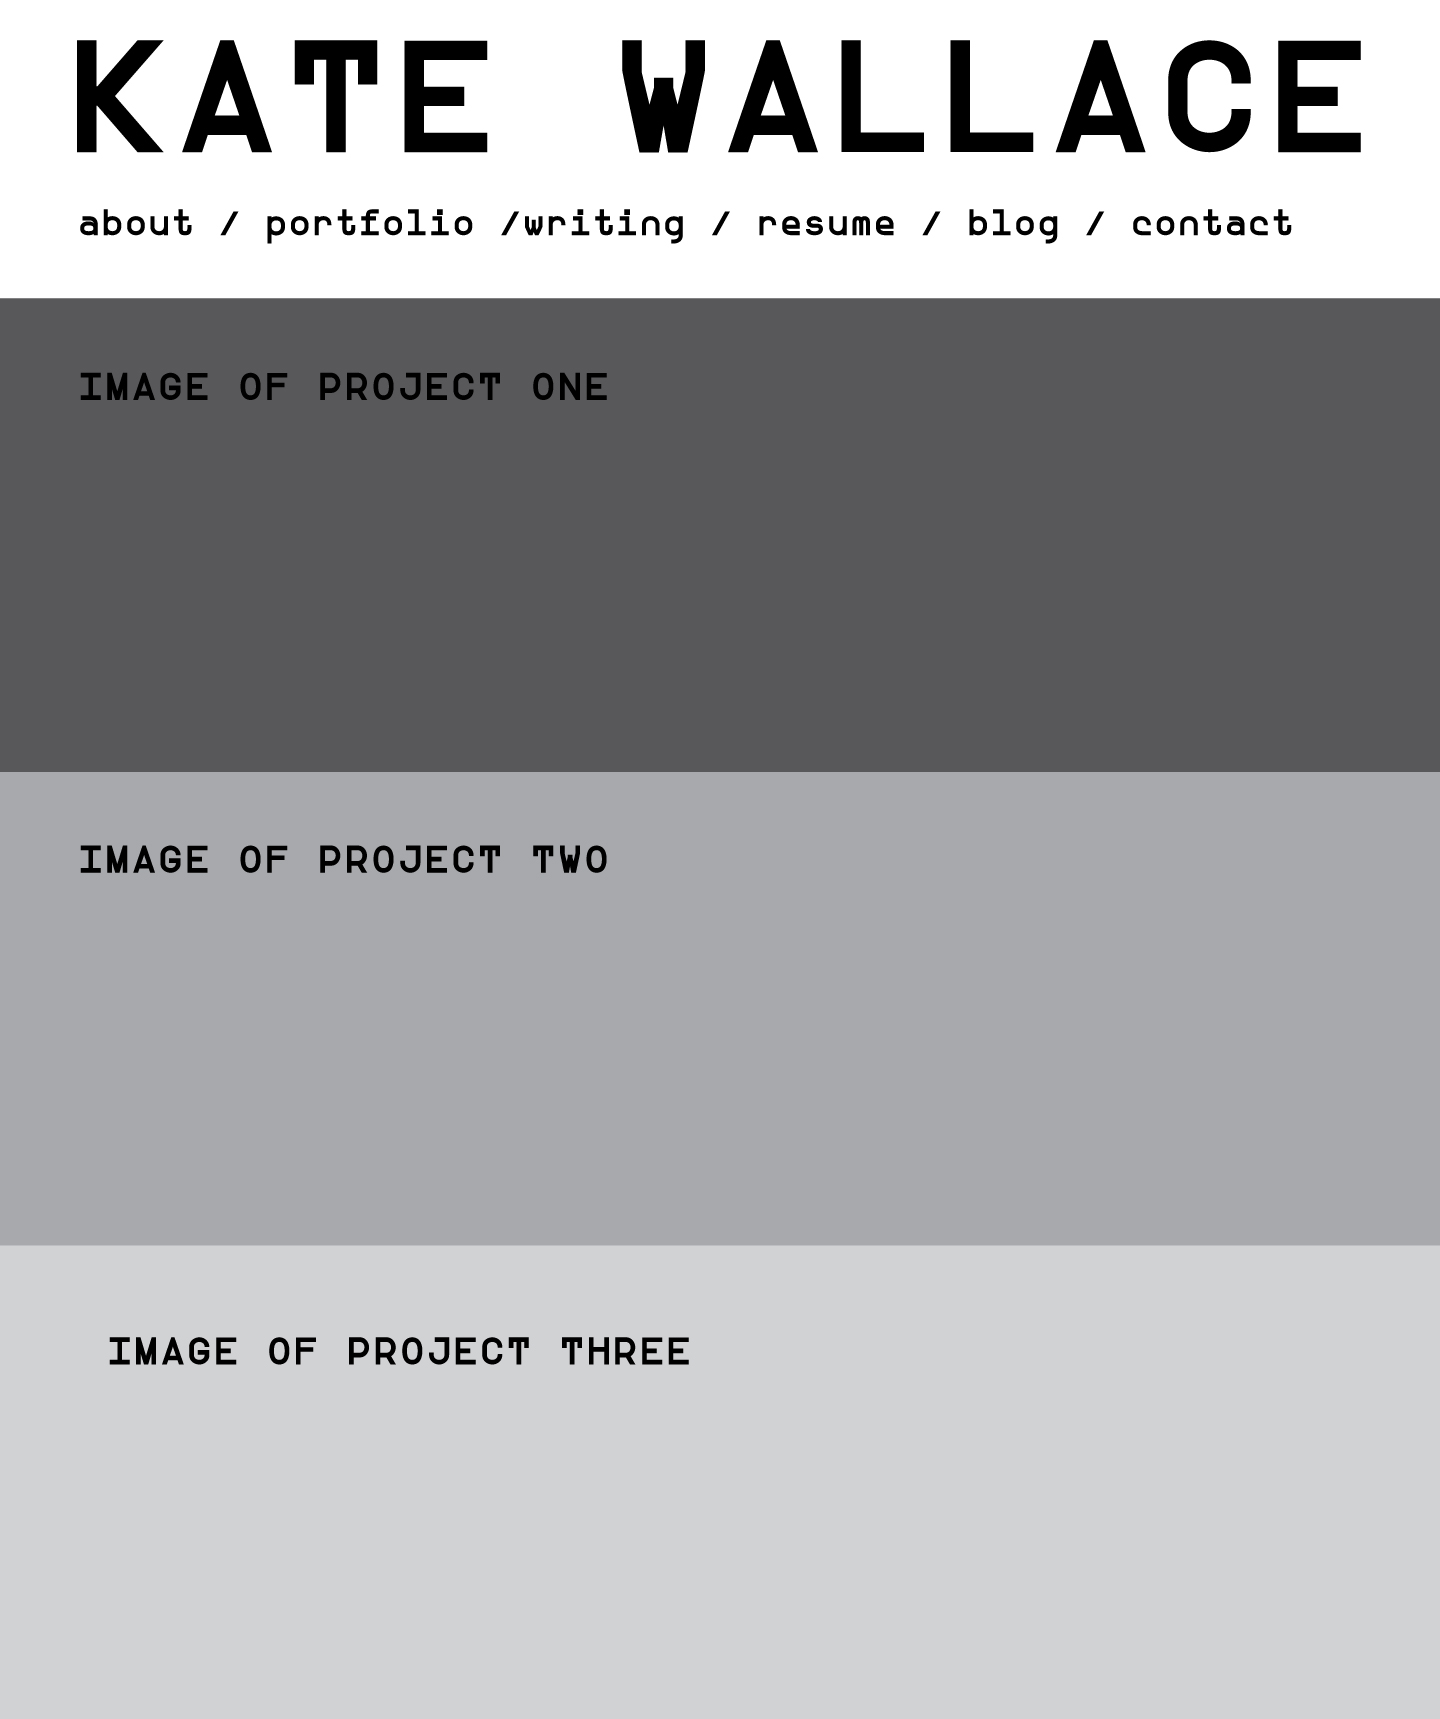 KATE WALLACE
about / portfolio /writing / resume / blog / contact
IMAGE OF PROJECT ONE
IMAGE OF PROJECT TWO
IMAGE OF PROJECT THREE